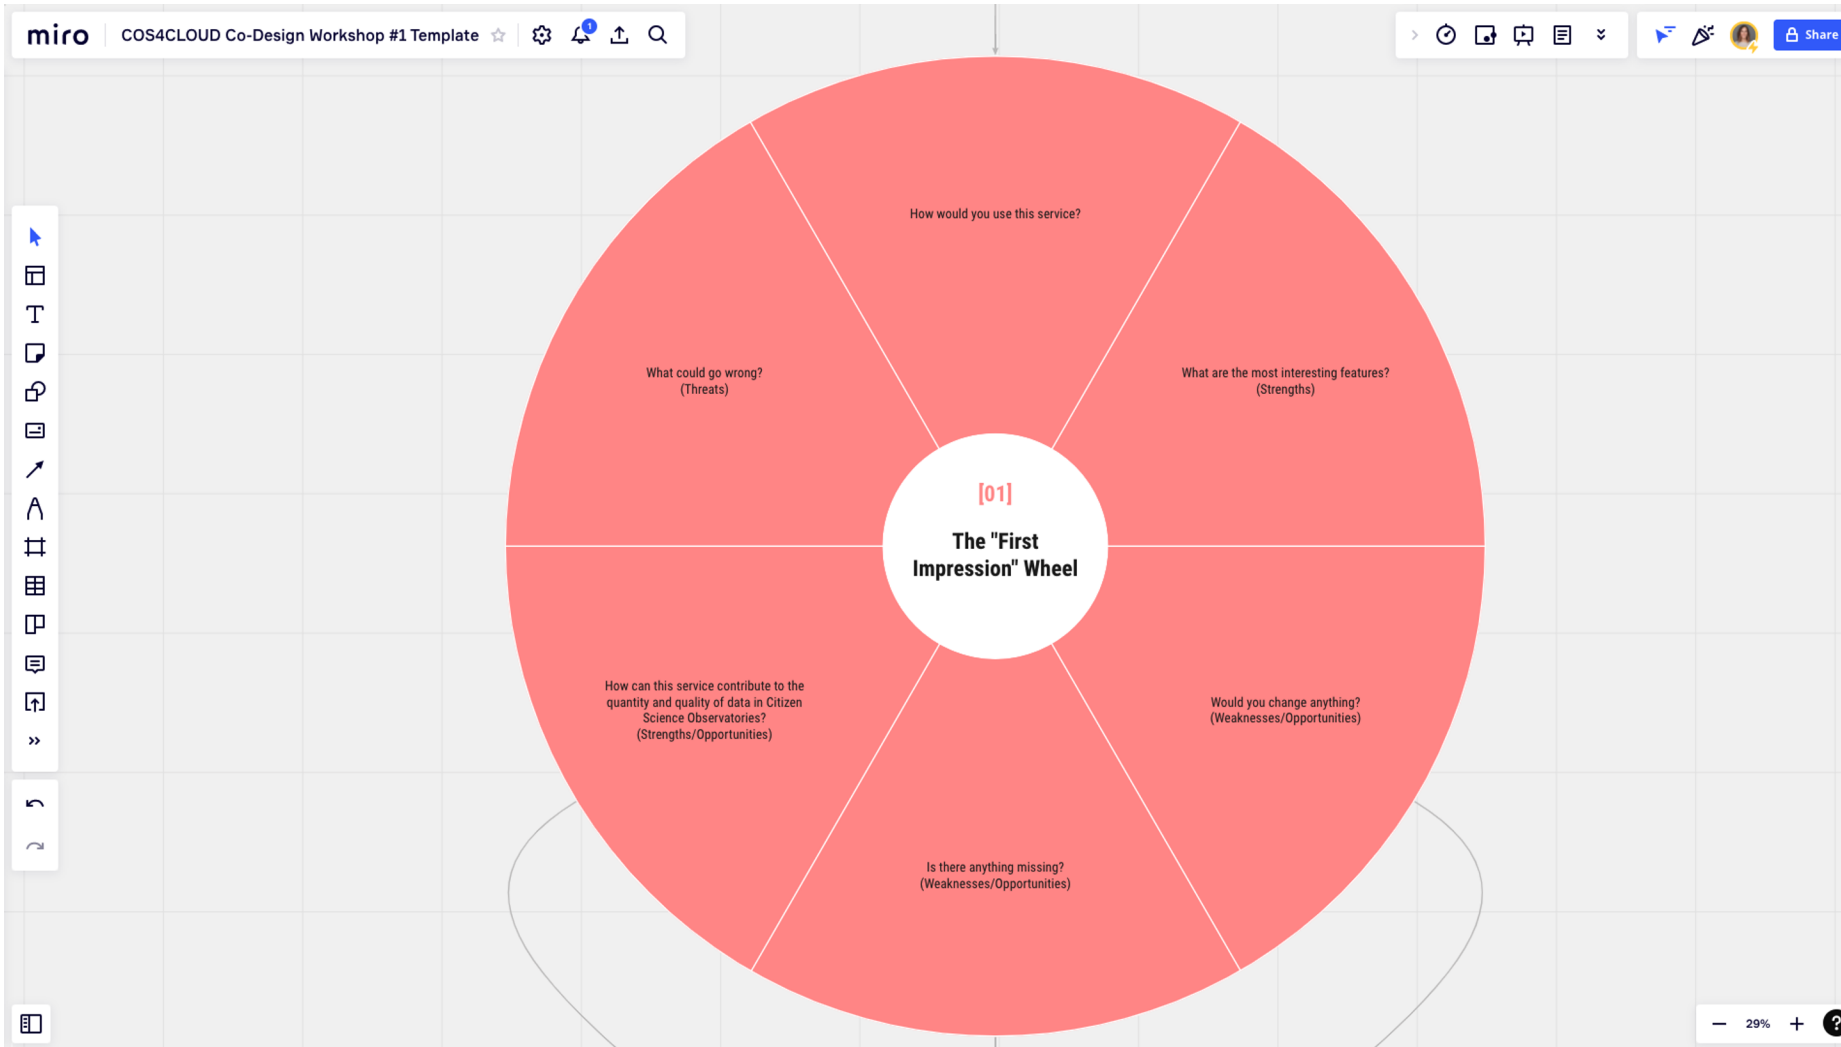 miro
COS4CLOUD Co-Design Workshop #1 Template
1
Share
How would you use this service?
What could go wrong?
(Threats)
What are the most interesting features?
(Strengths)
[01]
The "First
Impression" Wheel
How can this service contribute to the
quantity and quality of data in Citizen
Science Observatories?
(Strengths/Opportunities)
Would you change anything?
(Weaknesses/Opportunities)
Is there anything missing?
(Weaknesses/Opportunities)
29%
?